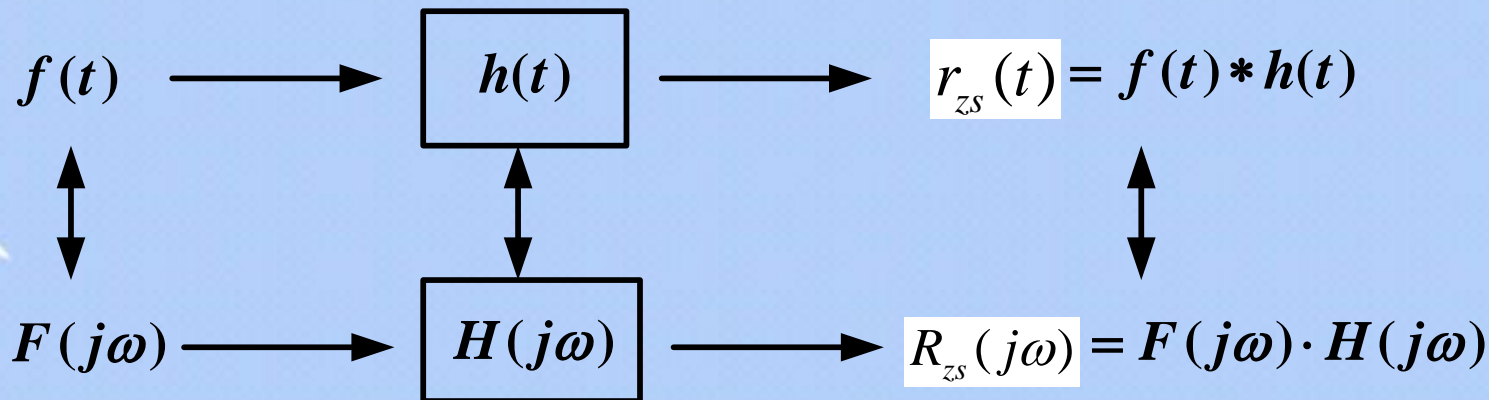 f(t) h(t) r_zs(t) = f(t) * h(t)
F(jω) H(jω) R_zs(jω) = F(jω) · H(jω)